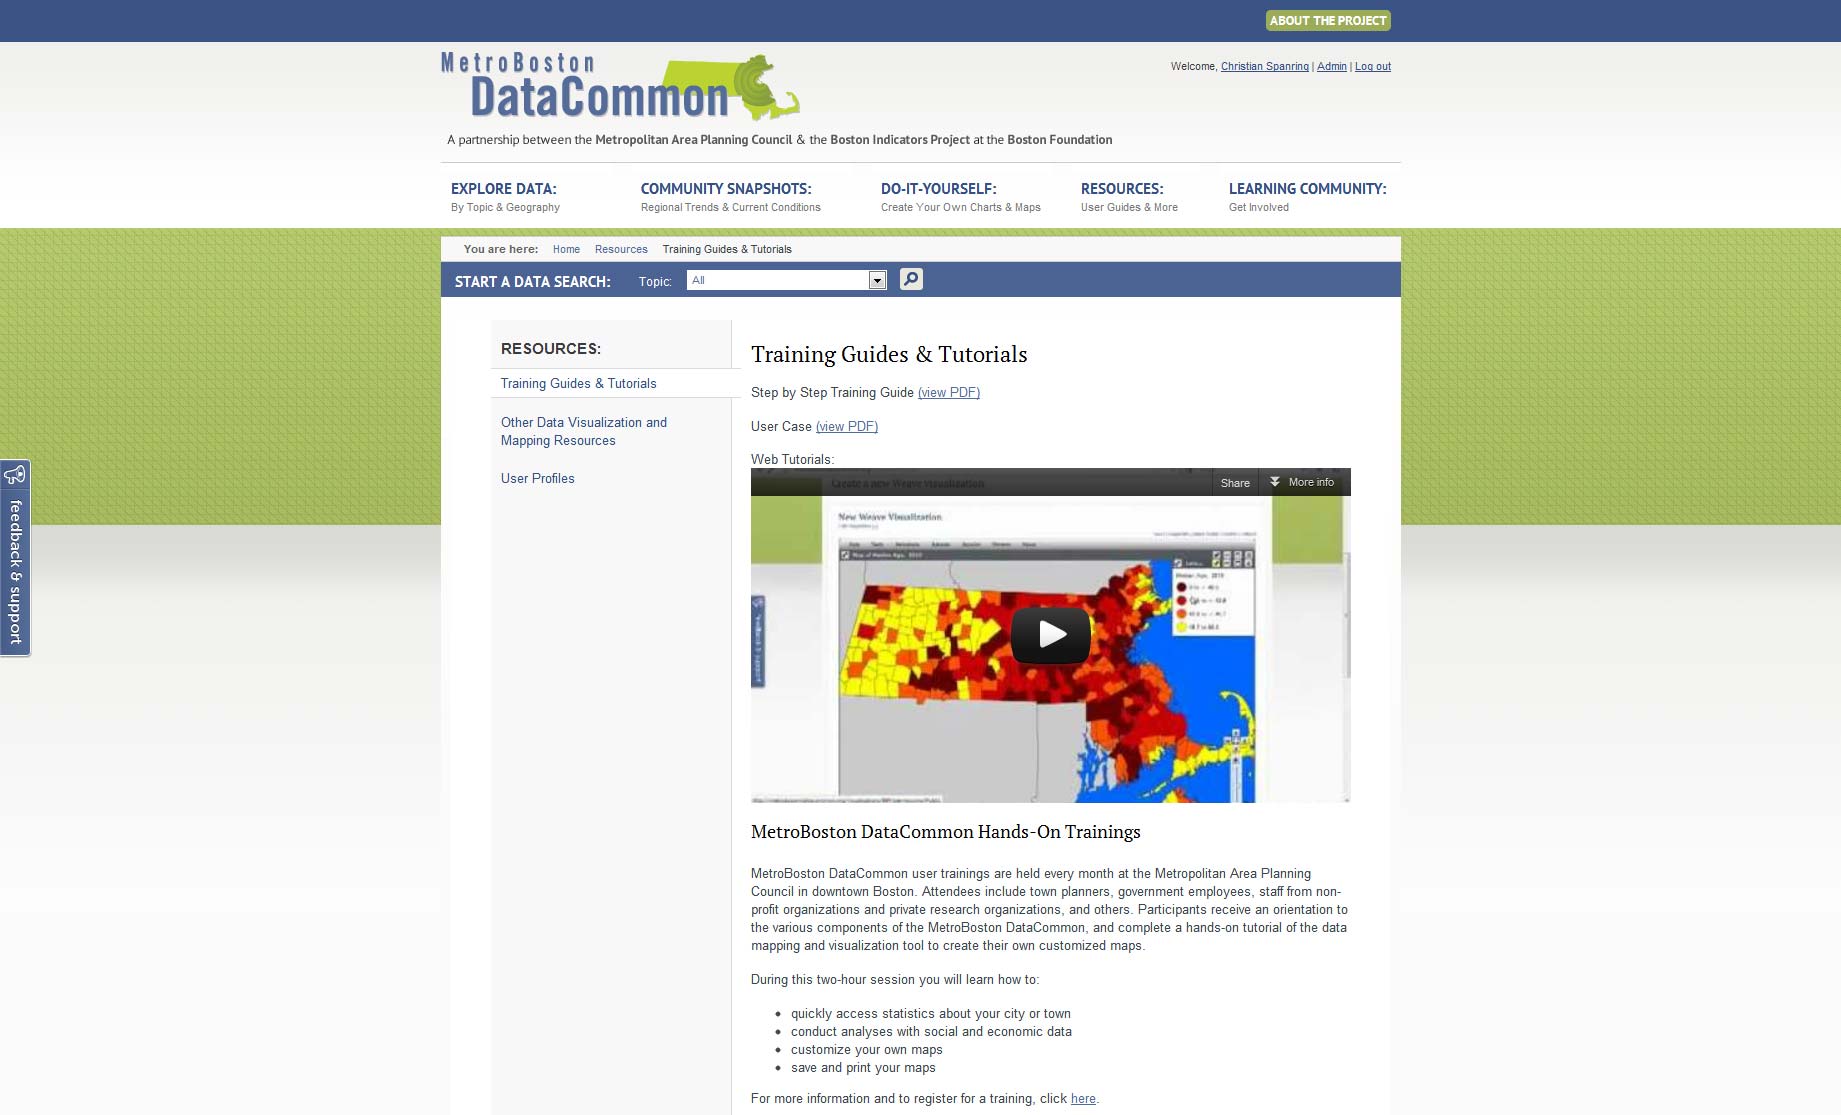 ABOUT THE PROJECT
MetroBoston
DataCommon
Welcome, Christian Spanring | Admin | Log out
A partnership between the Metropolitan Area Planning Council & the Boston Indicators Project at the Boston Foundation
EXPLORE DATA:
By Topic & Geography
COMMUNITY SNAPSHOTS:
Regional Trends & Current Conditions
DO-IT-YOURSELF:
Create Your Own Charts & Maps
RESOURCES:
User Guides & More
LEARNING COMMUNITY:
Get Involved
You are here: Home Resources Training Guides & Tutorials
START A DATA SEARCH: Topic: All
feedback & support
RESOURCES:
Training Guides & Tutorials
Other Data Visualization and
Mapping Resources
User Profiles
Training Guides & Tutorials
Step by Step Training Guide (view PDF)
User Case (view PDF)
Web Tutorials:
Create a new Weave visualization
Share More info
New Weave Visualization
Map of Median Age, 2010
feedback & support
MetroBoston DataCommon Hands-On Trainings
MetroBoston DataCommon user trainings are held every month at the Metropolitan Area Planning
Council in downtown Boston. Attendees include town planners, government employees, staff from non-
profit organizations and private research organizations, and others. Participants receive an orientation to
the various components of the MetroBoston DataCommon, and complete a hands-on tutorial of the data
mapping and visualization tool to create their own customized maps.
During this two-hour session you will learn how to:
• quickly access statistics about your city or town
• conduct analyses with social and economic data
• customize your own maps
• save and print your maps
For more information and to register for a training, click here.